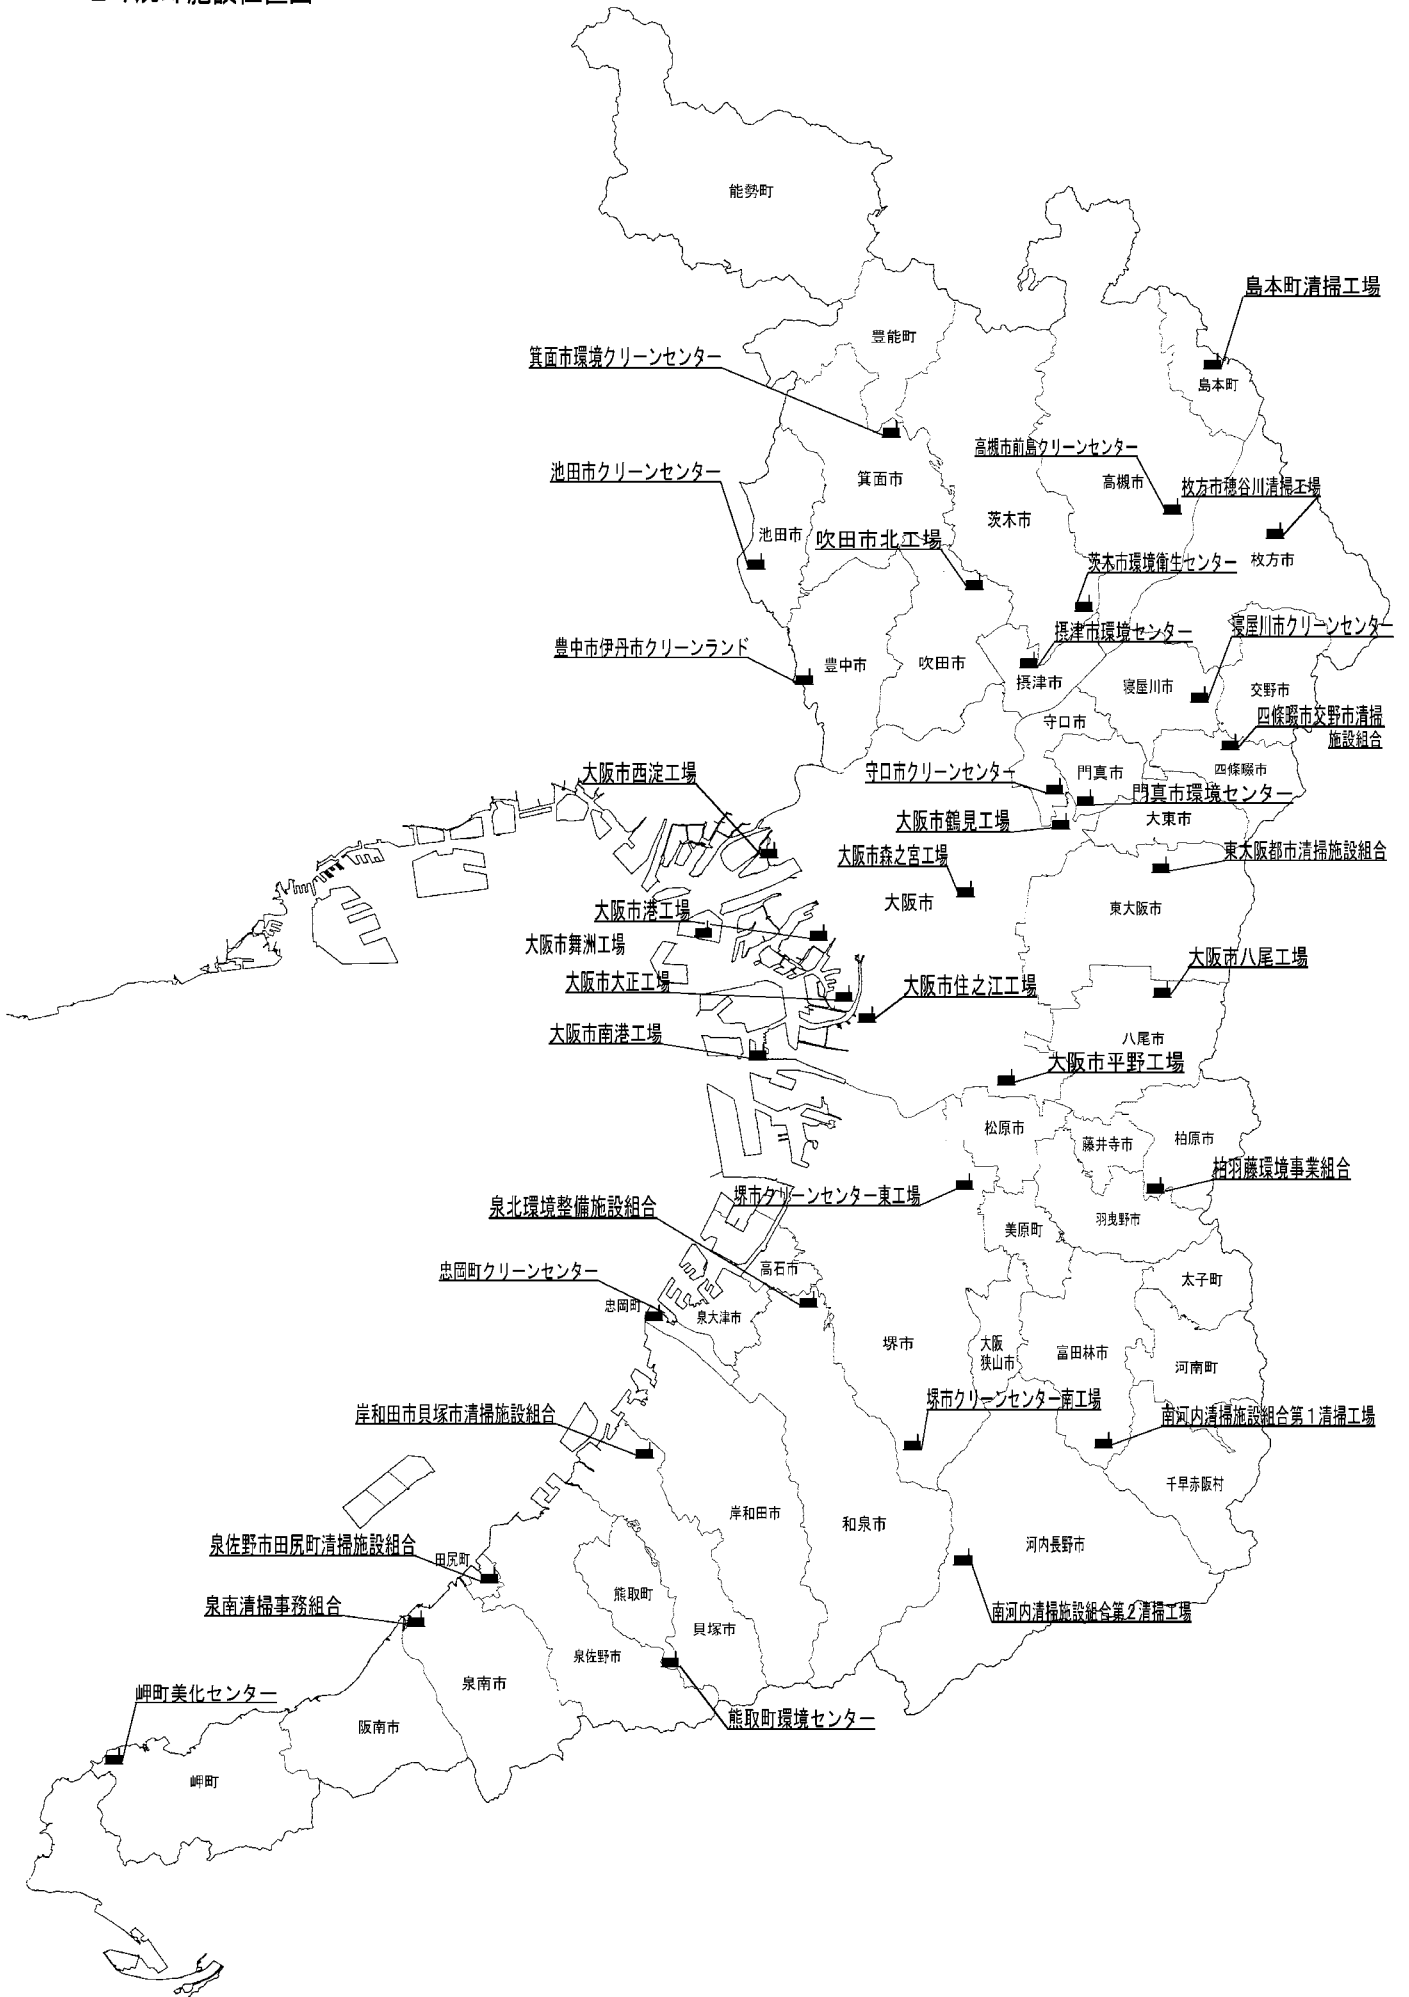 能勢町
島本町清掃工場
豊能町
箕面市環境クリーンセンター
島本町
高槻市前島クリーンセンター
池田市クリーンセンター
箕面市
高槻市
枚方市穂谷川清掃工場
茨木市
池田市
吹田市北工場
枚方市
茨木市環境衛生センター
摂津市環境センター
寝屋川市クリーンセンター
豊中市伊丹市クリーンランド
豊中市
吹田市
摂津市
寝屋川市
交野市
守口市
四條畷市交野市清掃
施設組合
大阪市西淀工場
守口市クリーンセンター
門真市
四條畷市
門真市環境センター
大阪市鶴見工場
大東市
大阪市森之宮工場
東大阪都市清掃施設組合
大阪市
東大阪市
大阪市港工場
大阪市舞洲工場
大阪市八尾工場
大阪市大正工場
大阪市住之江工場
大阪市南港工場
八尾市
大阪市平野工場
松原市
藤井寺市
柏原市
柏羽藤環境事業組合
堺市クリーンセンター東工場
泉北環境整備施設組合
美原町
羽曳野市
高石市
忠岡町クリーンセンター
太子町
忠岡町
泉大津市
堺市
大阪
狭山市
富田林市
河南町
堺市クリーンセンター南工場
岸和田市貝塚市清掃施設組合
南河内清掃施設組合第1清掃工場
千早赤阪村
岸和田市
和泉市
泉佐野市田尻町清掃施設組合
田尻町
河内長野市
熊取町
泉南清掃事務組合
南河内清掃施設組合第2清掃工場
貝塚市
泉佐野市
泉南市
岬町美化センター
熊取町環境センター
阪南市
岬町